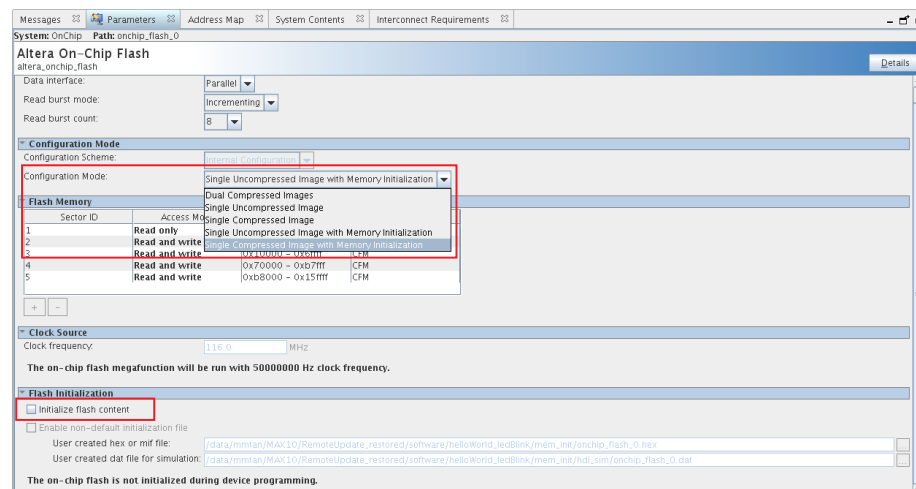 Messages Parameters Address Map System Contents Interconnect Requirements
System: OnChip Path: onchip_flash_0
Altera On-Chip Flash
altera_onchip_flash
Details
Data interface: Parallel
Read burst mode: Incrementing
Read burst count: 8
Configuration Mode
Configuration Scheme: Internal Configuration
Configuration Mode: Single Uncompressed Image with Memory Initialization
Dual Compressed Images
Single Uncompressed Image
Single Compressed Image
Single Uncompressed Image with Memory Initialization
Single Compressed Image with Memory Initialization
Flash Memory
Sector ID Access Mo
1 Read only
2 Read and write
3 Read and write 0x10000 - 0x6ffff CFM
4 Read and write 0x70000 - 0xb7fff CFM
5 Read and write 0xb8000 - 0x15ffff CFM
+ -
Clock Source
Clock frequency: 116.0 MHz
The on-chip flash megafunction will be run with 50000000 Hz clock frequency.
Flash Initialization
Initialize flash content
Enable non-default initialization file
User created hex or mif file: /data/mmtan/MAX10/RemoteUpdate_restored/software/helloWorld_ledBlink/mem_init/onchip_flash_0.hex
User created dat file for simulation: /data/mmtan/MAX10/RemoteUpdate_restored/software/helloWorld_ledBlink/mem_init/hdl_sim/onchip_flash_0.dat
The on-chip flash is not initialized during device programming.